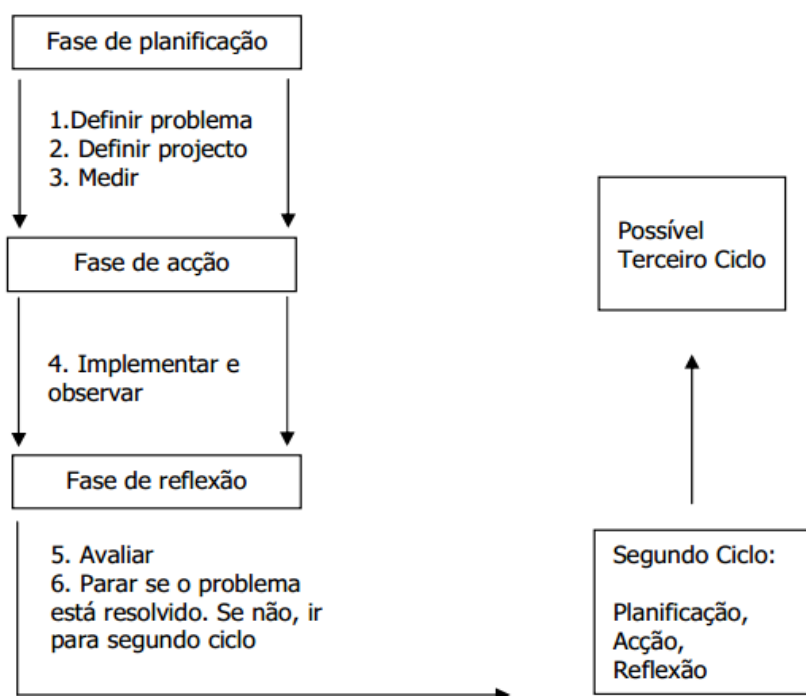 Fase de planificação
1.Definir problema
2. Definir projecto
3. Medir
Fase de acção
4. Implementar e
observar
Fase de reflexão
5. Avaliar
6. Parar se o problema
está resolvido. Se não, ir
para segundo ciclo
Segundo Ciclo:
Planificação,
Acção,
Reflexão
Possível
Terceiro Ciclo